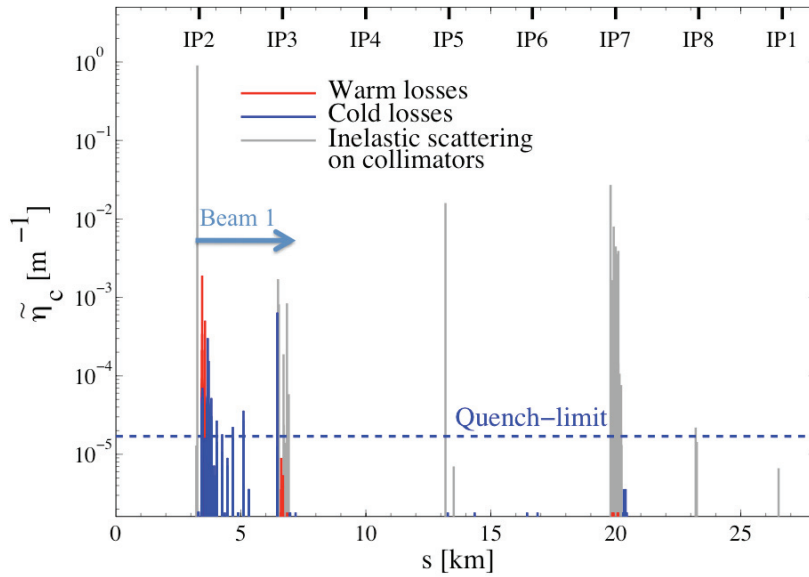 IP2 IP3 IP4 IP5 IP6 IP7 IP8 IP1
10⁰
Warm losses
Cold losses
Inelastic scattering
on collimators
10⁻¹
10⁻²
Beam 1
10⁻³
10⁻⁴
Quench−limit
10⁻⁵
η̃c [m⁻¹]
0 5 10 15 20 25
s [km]